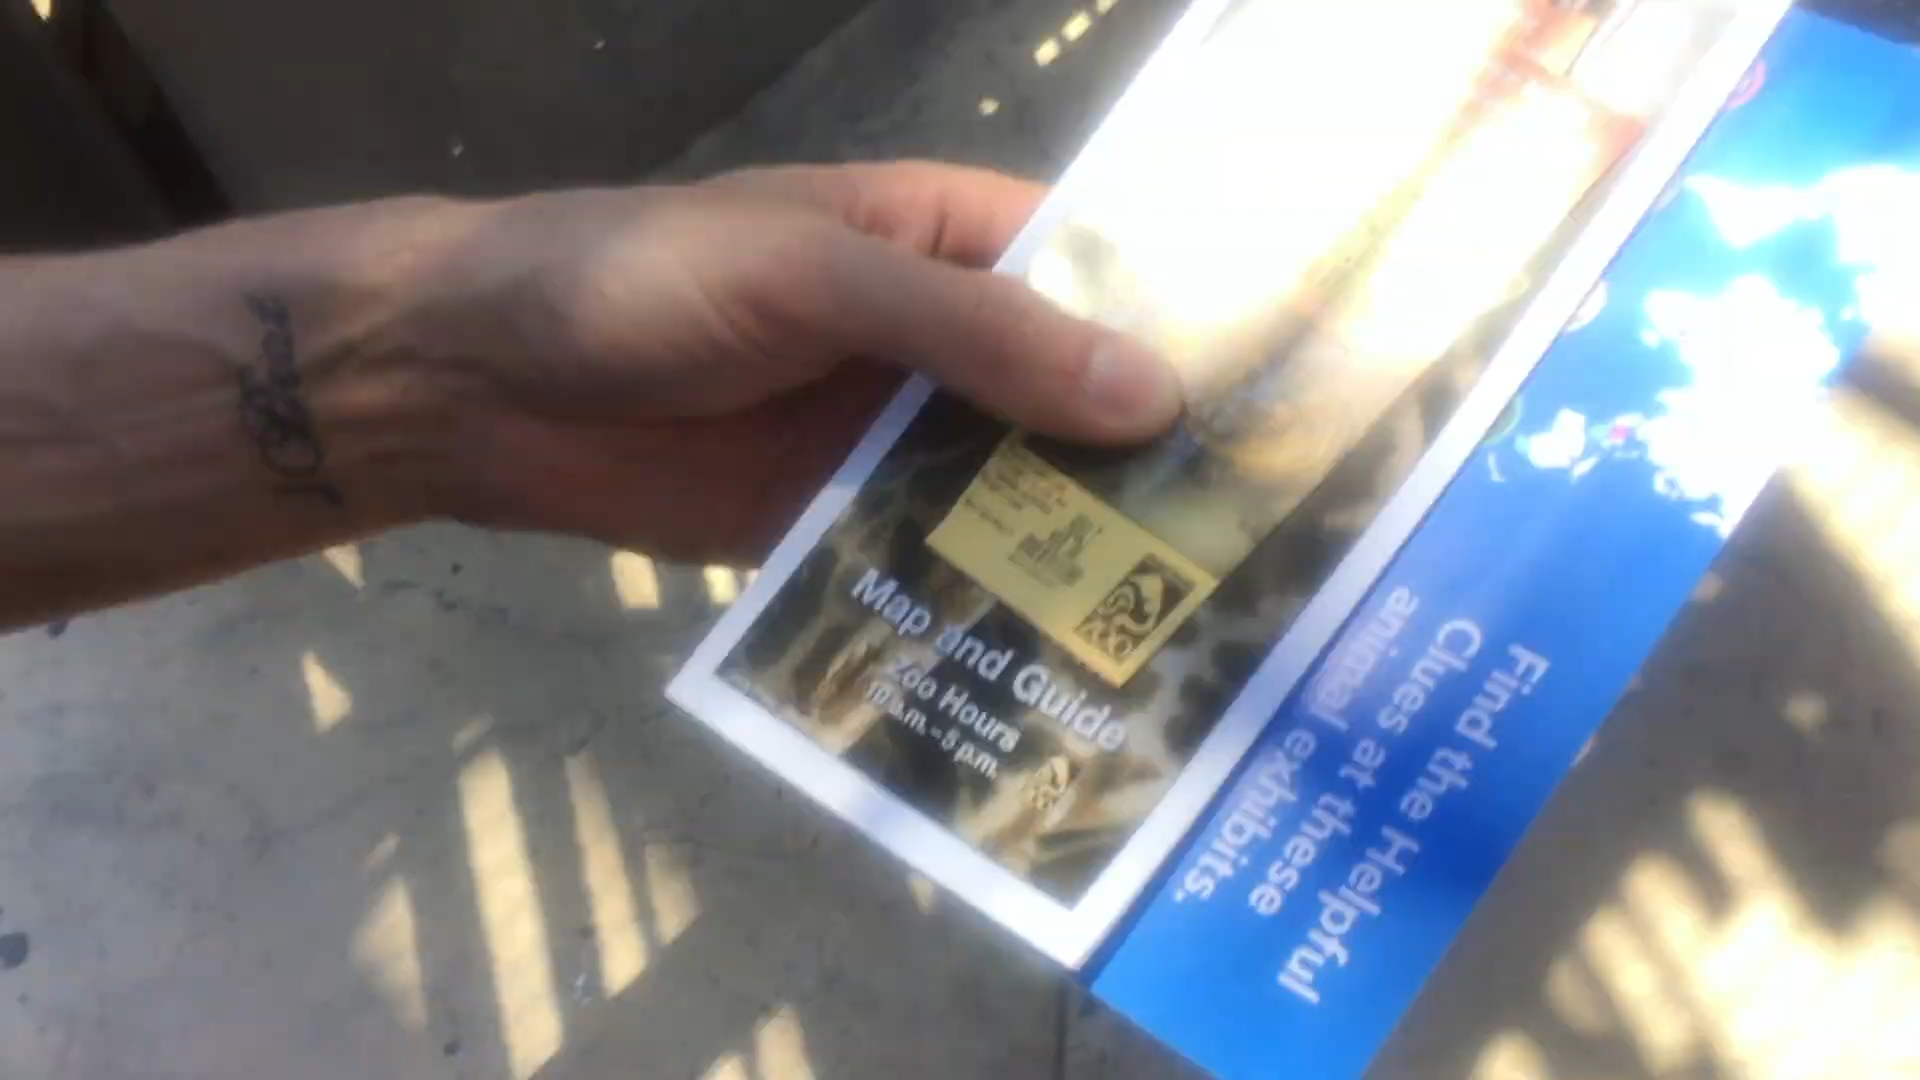 Map and Guide
Zoo Hours
10 a.m. - 5 p.m.
Find the Helpful
Clues at these
animal exhibits.